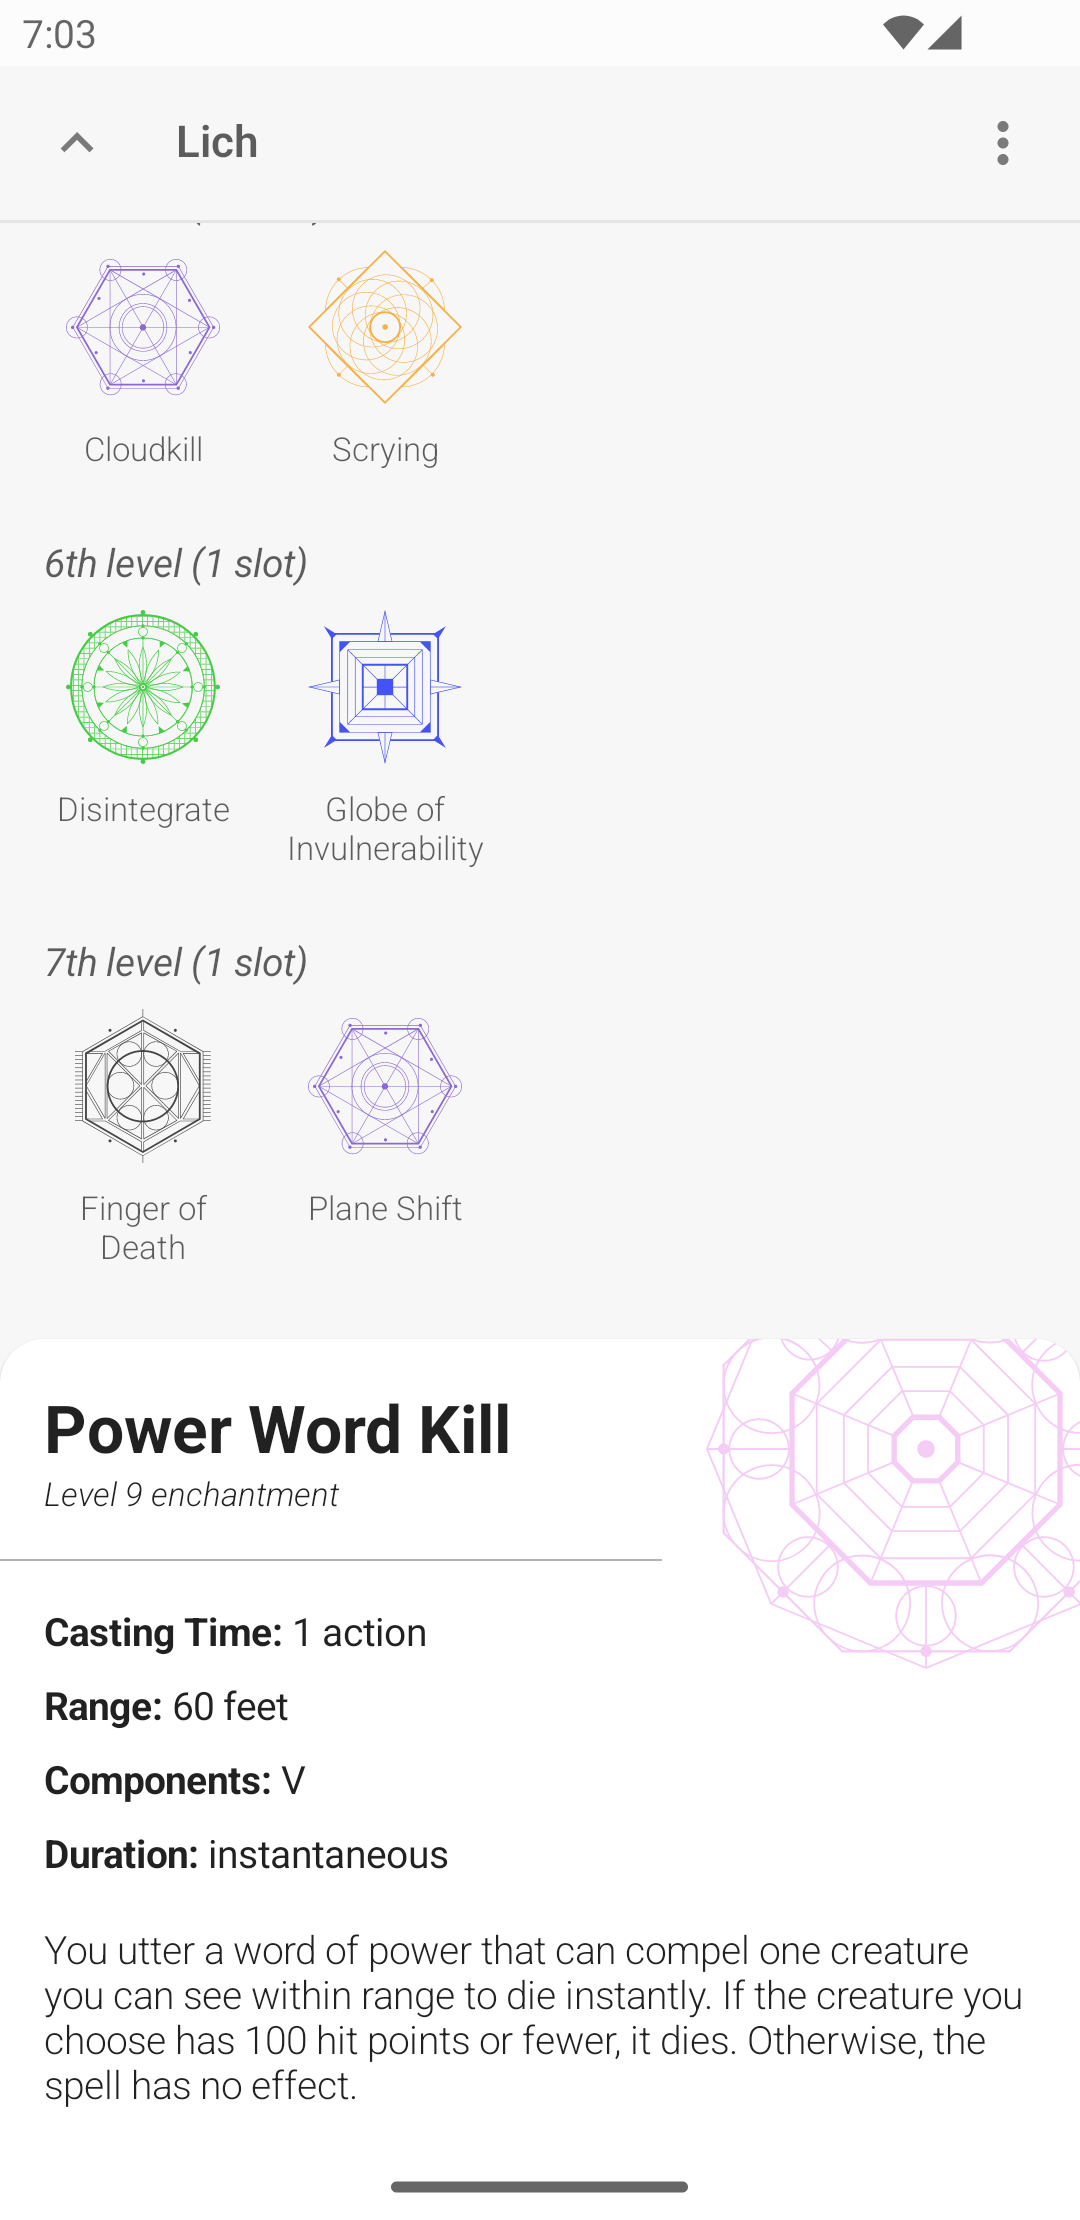 7:03
Lich
Cloudkill
Scrying
6th level (1 slot)
Disintegrate
Globe of
Invulnerability
7th level (1 slot)
Finger of
Death
Plane Shift
Power Word Kill
Level 9 enchantment
Casting Time: 1 action
Range: 60 feet
Components: V
Duration: instantaneous
You utter a word of power that can compel one creature
you can see within range to die instantly. If the creature you
choose has 100 hit points or fewer, it dies. Otherwise, the
spell has no effect.